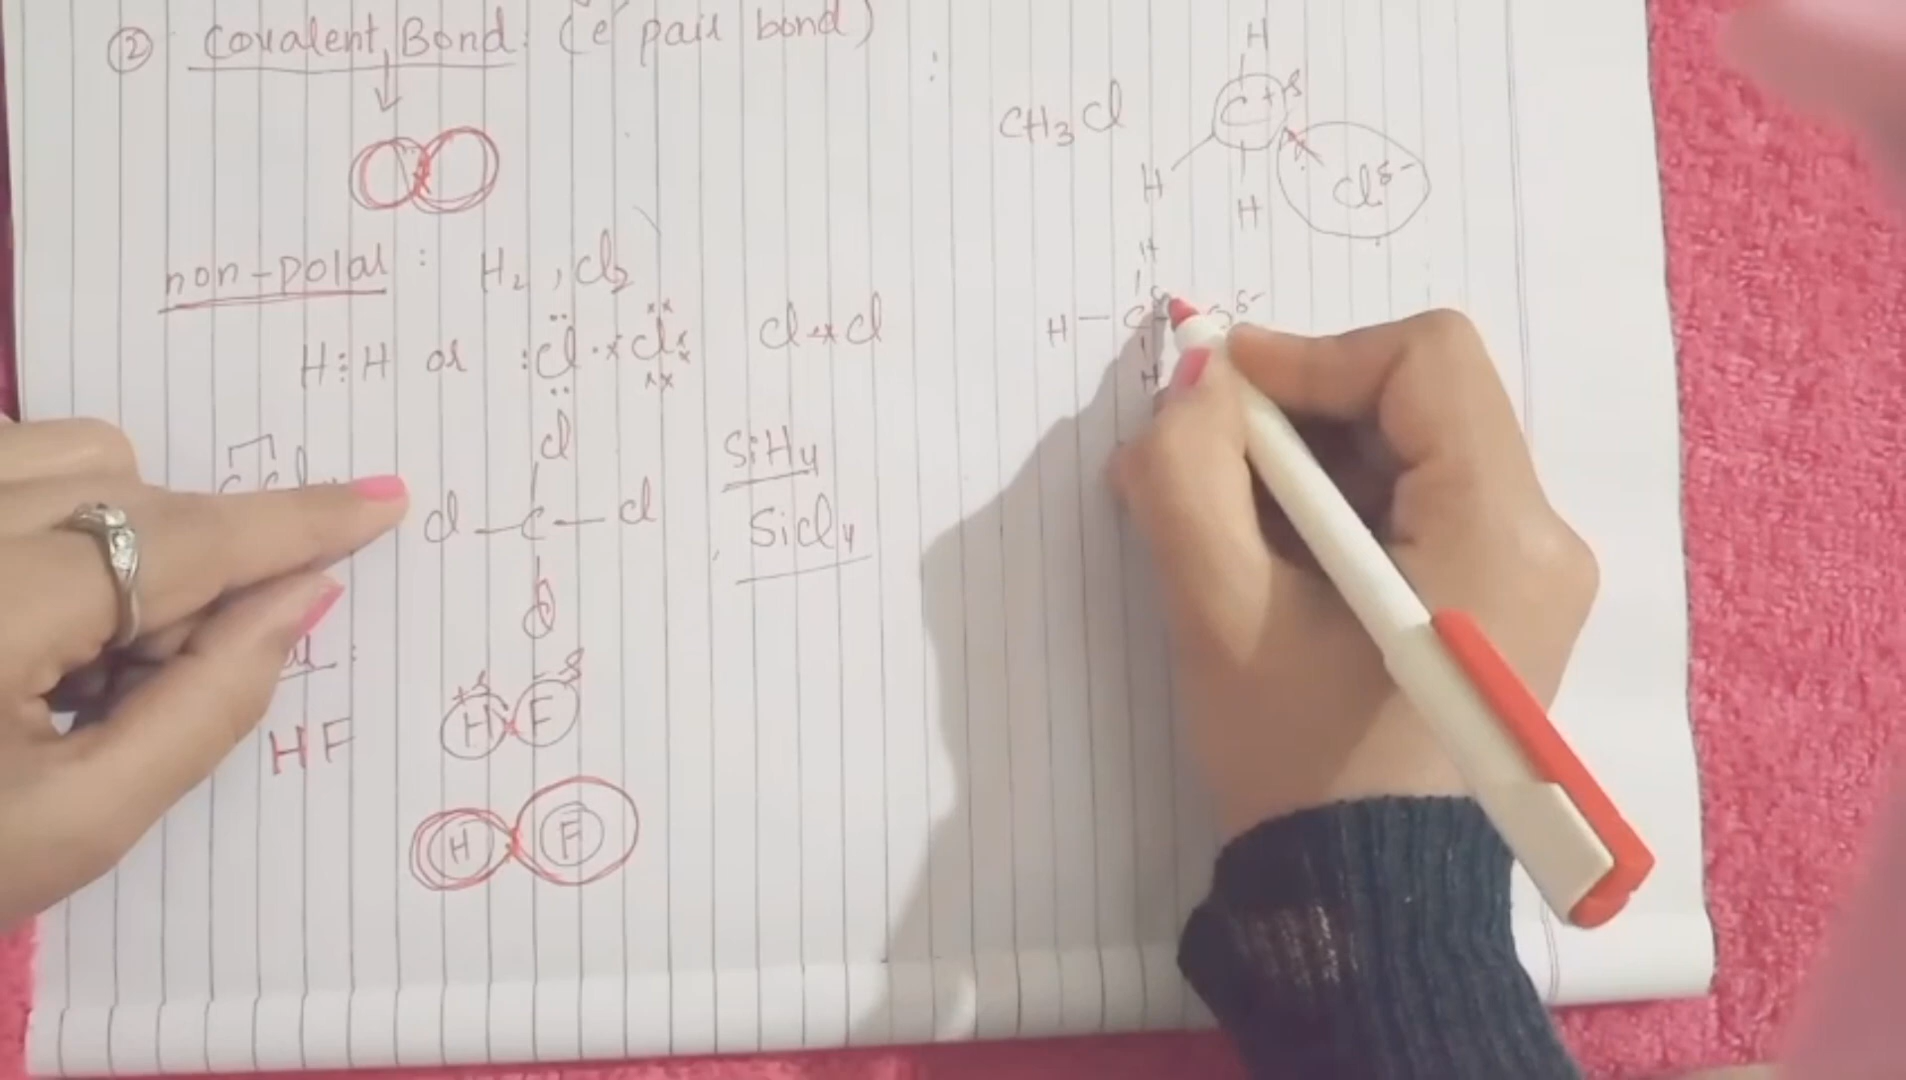 ② Covalent Bond : (e⁻ pair bond)
non-polar : H₂ , Cl₂
H:H or :Cl·×Cl×× Cl × Cl
CCl₄
Cl
Cl — C — Cl
Cl
SiH₄
, SiCl₄
:
HF
+δ -δ
H × F
H F
CH₃Cl
H
C +δ
H Cl δ-
H
H
H — C δ δ-
H